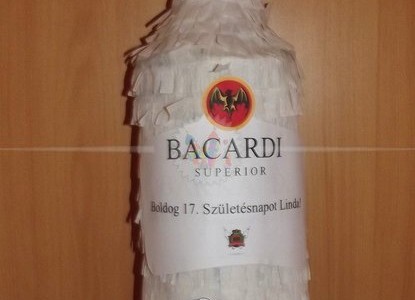 BACARDI
SUPERIOR
Boldog 17. Születésnapot Linda!